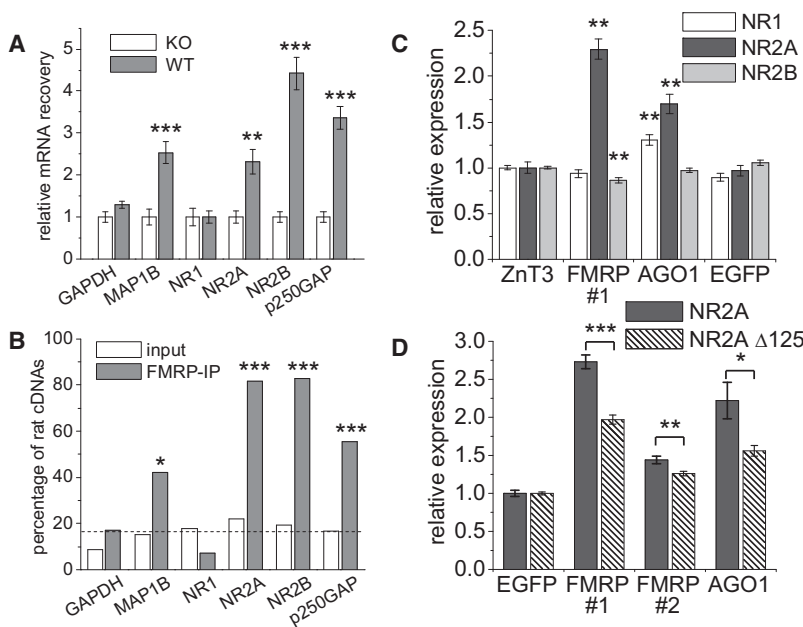 A
KO
WT
relative mRNA recovery
6
5
4
3
2
1
0
***
**
***
***
GAPDH
MAP1B
NR1
NR2A
NR2B
p250GAP
B
input
FMRP-IP
percentage of rat cDNAs
100
80
60
40
20
0
*
***
***
***
GAPDH
MAP1B
NR1
NR2A
NR2B
p250GAP
C
NR1
NR2A
NR2B
relative expression
2.5
2.0
1.5
1.0
0.5
0.0
**
**
**
**
ZnT3
FMRP
#1
AGO1
EGFP
D
NR2A
NR2A Δ125
relative expression
3.0
2.5
2.0
1.5
1.0
0.5
0.0
***
**
*
EGFP
FMRP
#1
FMRP
#2
AGO1